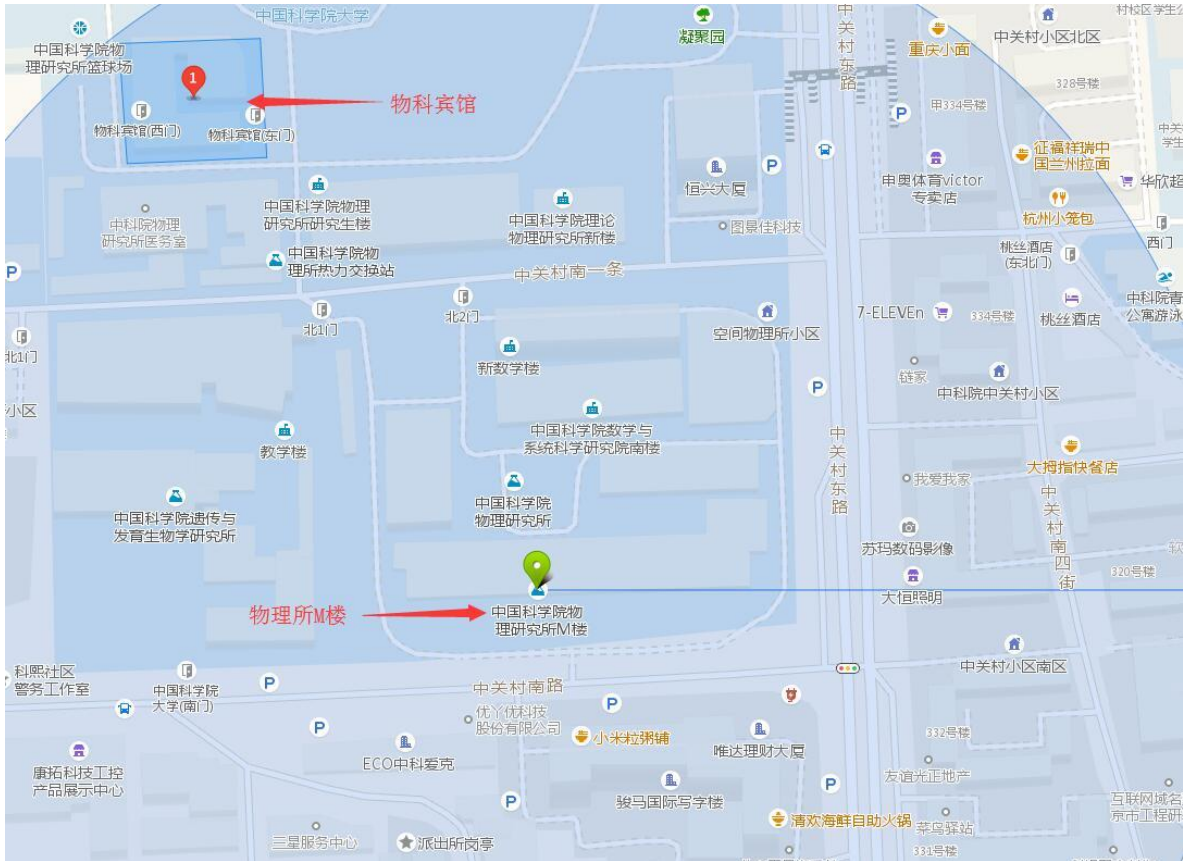 中国科学院大学
中国科学院物
理研究所篮球场
1
物科宾馆
物科宾馆(西门)
物科宾馆(东门)
凝聚园
中关村东路
重庆小面
中关村小区北区
村校区学生公
328号楼
甲334号楼
P
征福祥瑞中
国兰州拉面
中关
学生
华欣超
申奥体育victor
专卖店
杭州小笼包
西门
桃丝酒店
(东北门)
中科院青
公寓游泳
桃丝酒店
334号楼
7-ELEVEn
恒兴大厦
P
图景佳科技
中科院物理
研究所医务室
中国科学院物理
研究所研究生楼
中国科学院理论
物理研究所新楼
中国科学院物
理所热力交换站
中关村南一条
P
北1门
北1门
北2门
空间物理所小区
新数学楼
P
链家
中科院中关村小区
小区
教学楼
中国科学院数学与
系统科学研究院南楼
中关村东路
大拇指快餐店
我爱我家
中关村南四街
中国科学院遗传与
发育生物学研究所
中国科学院
物理研究所
苏玛数码影像
320号楼
大恒照明
物理所M楼
中国科学院物
理研究所M楼
中关村小区南区
科熙社区
警务工作室
中国科学院
大学(南门)
P
中关村南路
P
优丫优科技
股份有限公司
P
小米粒粥铺
唯达理财大厦
332号楼
康拓科技工控
产品展示中心
ECO中科爱克
友谊光正地产
P
骏马国际写字楼
P
互联网域名
京市工程研
三星服务中心
派出所岗亭
清欢海鲜自助火锅
菜鸟驿站
331号楼